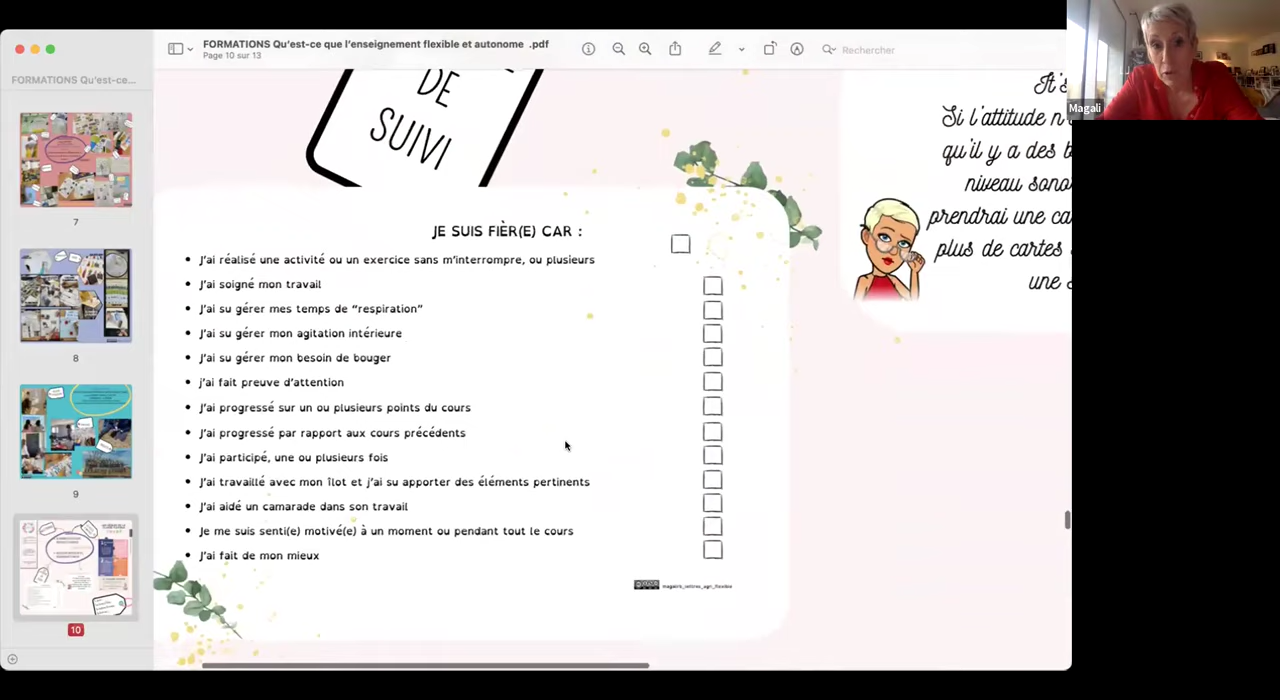 FORMATIONS Qu'est-ce que l'enseignement flexible et autonome .pdf
Page 10 sur 13
Rechercher
FORMATIONS Qu'est-ce...
7
8
9
10
DE
SUIVI
JE SUIS FIÈR(E) CAR :
• J'ai réalisé une activité ou un exercice sans m'interrompre, ou plusieurs
• J'ai soigné mon travail
• J'ai su gérer mes temps de "respiration"
• J'ai su gérer mon agitation intérieure
• J'ai su gérer mon besoin de bouger
• j'ai fait preuve d'attention
• J'ai progressé sur un ou plusieurs points du cours
• J'ai progressé par rapport aux cours précédents
• J'ai participé, une ou plusieurs fois
• J'ai travaillé avec mon îlot et j'ai su apporter des éléments pertinents
• J'ai aidé un camarade dans son travail
• Je me suis senti(e) motivé(e) à un moment ou pendant tout le cours
• J'ai fait de mon mieux
It's
Si l'attitude n'
qu'il y a des b
niveau sono
prendrai une ca
plus de cartes
une s
Magali